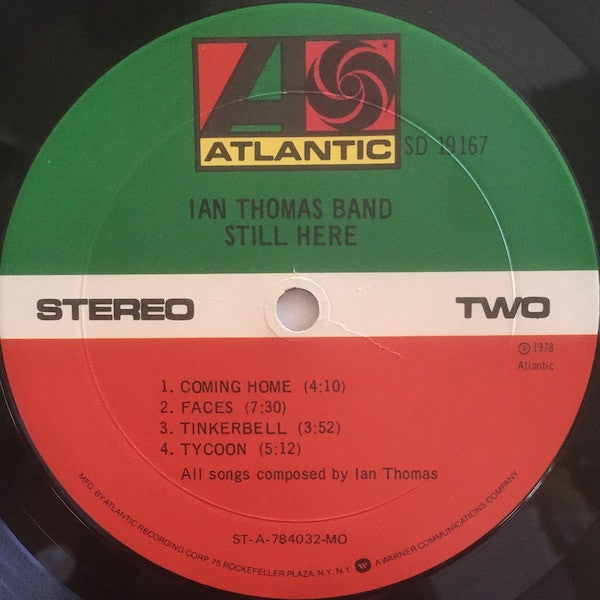 ATLANTIC
SD 19167
IAN THOMAS BAND
STILL HERE
STEREO
TWO
℗ 1978
Atlantic
1. COMING HOME (4:10)
2. FACES (7:30)
3. TINKERBELL (3:52)
4. TYCOON (5:12)
All songs composed by Ian Thomas
ST-A-784032-MO
MFG. BY ATLANTIC RECORDING CORP. 75 ROCKEFELLER PLAZA, N.Y. N.Y. A WARNER COMMUNICATIONS COMPANY